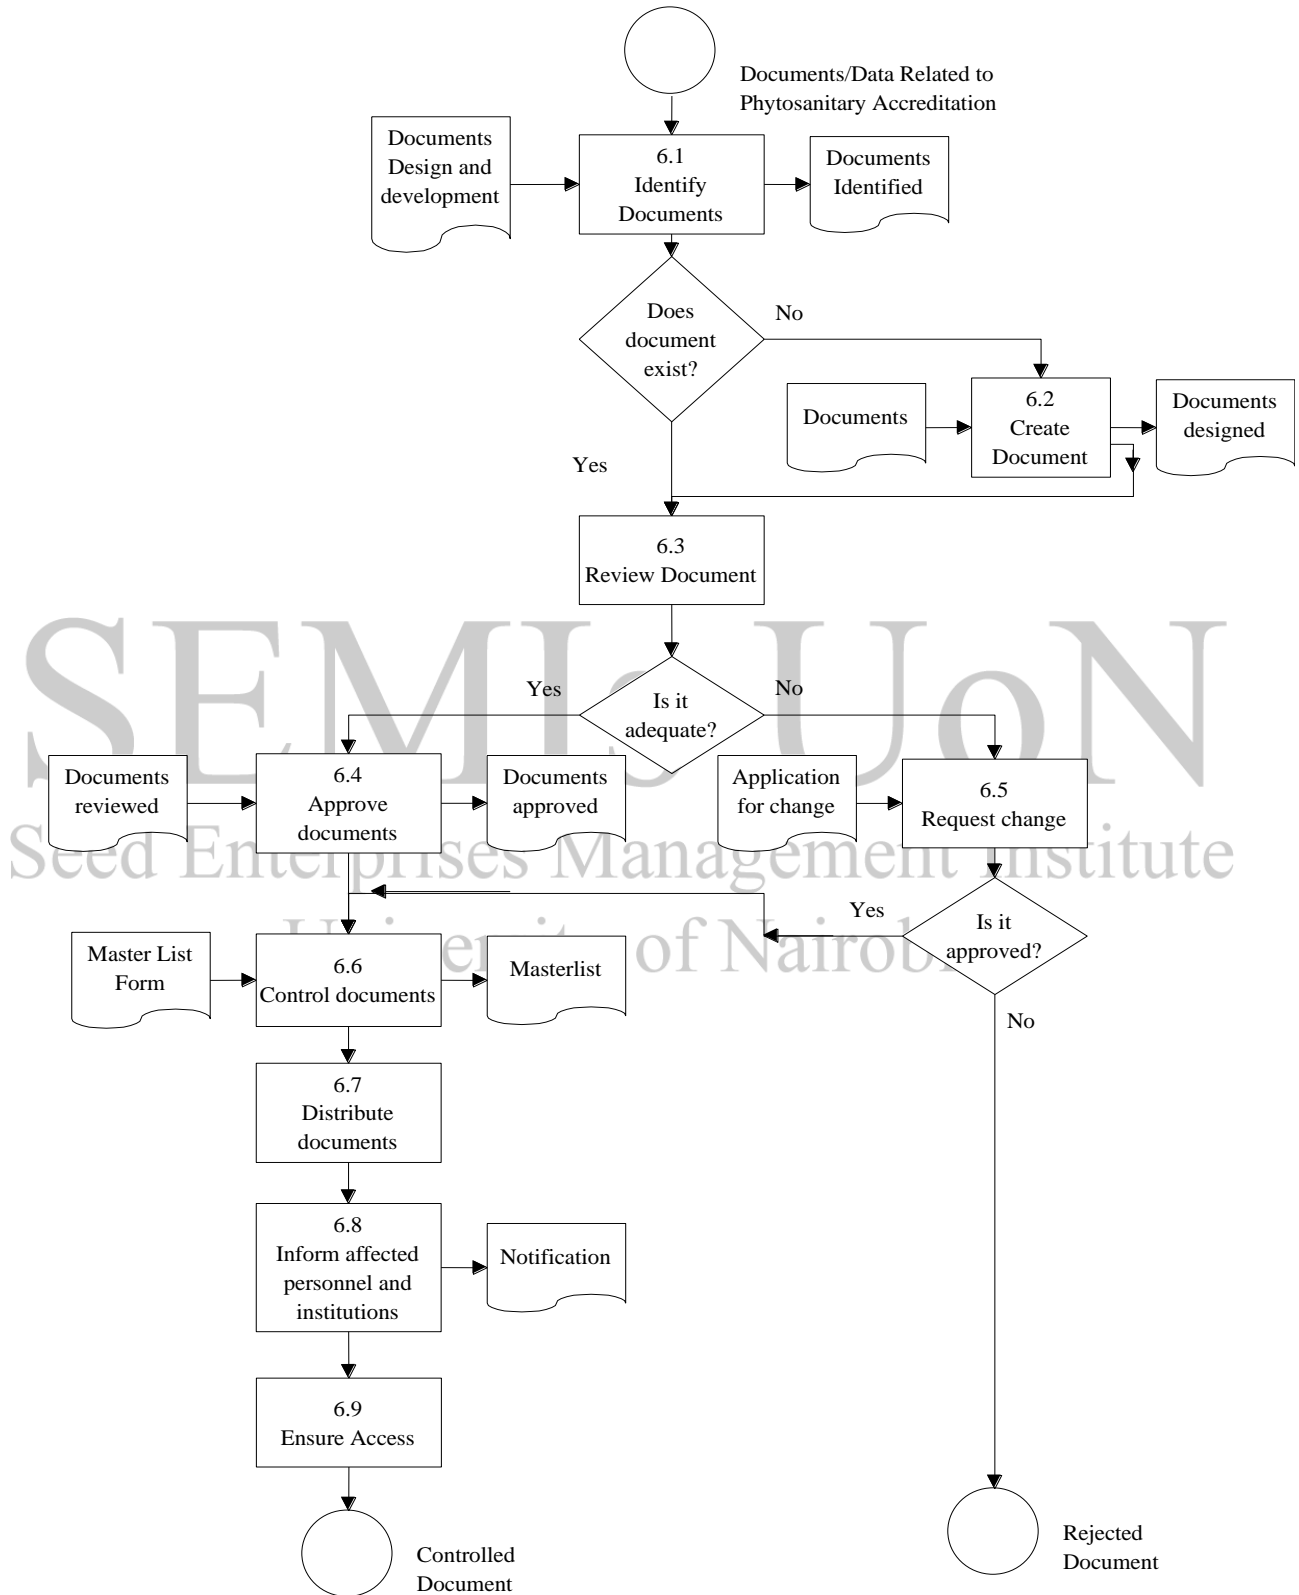 Documents/Data Related to
Phytosanitary Accreditation
Documents
Design and
development
6.1
Identify
Documents
Documents
Identified
Does
document
exist?
No
Yes
Documents
6.2
Create
Document
Documents
designed
6.3
Review Document
SEMIs UoN
Seed Enterprises Management Institute
University of Nairobi
Yes
Is it
adequate?
No
Documents
reviewed
6.4
Approve
documents
Documents
approved
Application
for change
6.5
Request change
Yes
Is it
approved?
No
Master List
Form
6.6
Control documents
Masterlist
6.7
Distribute
documents
6.8
Inform affected
personnel and
institutions
Notification
6.9
Ensure Access
Controlled
Document
Rejected
Document